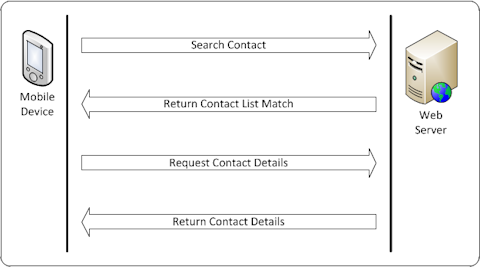 Search Contact
Mobile
Device
Return Contact List Match
Web
Server
Request Contact Details
Return Contact Details